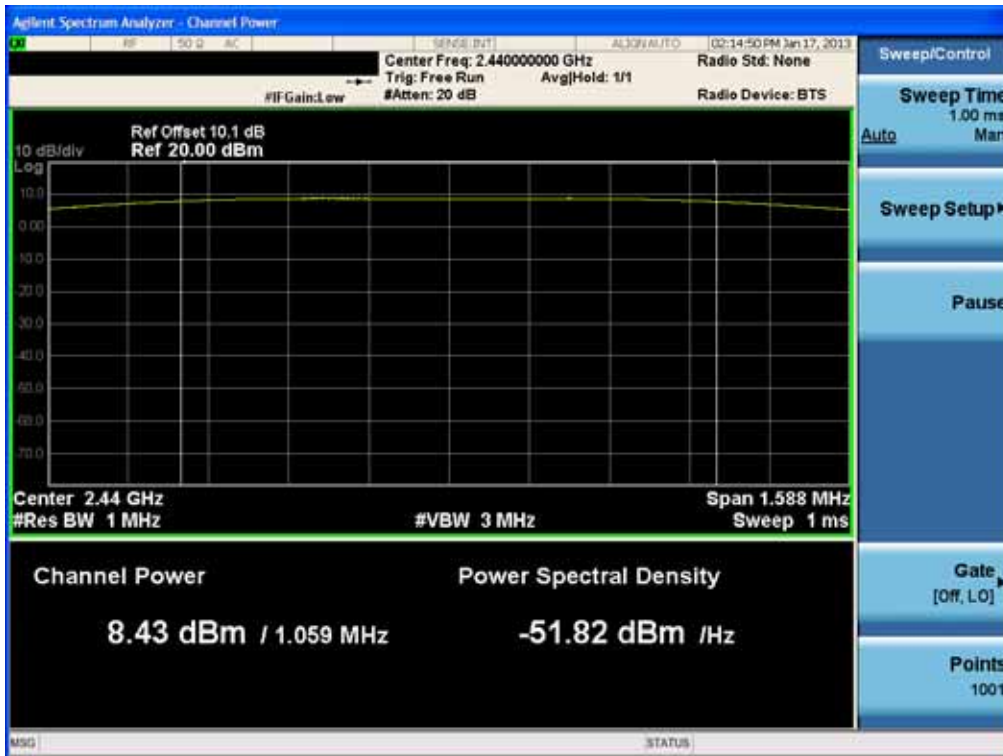 Agilent Spectrum Analyzer - Channel Power
RF 50 Ω AC SENSE:INT ALIGN AUTO 02:14:50 PM Jan 17, 2013
Center Freq: 2.440000000 GHz Radio Std: None
Trig: Free Run Avg|Hold: 1/1
#IFGain:Low #Atten: 20 dB Radio Device: BTS
Ref Offset 10.1 dB
10 dB/div Ref 20.00 dBm
Log
10.0
0.00
-10.0
-20.0
-30.0
-40.0
-50.0
-60.0
-70.0
Center 2.44 GHz Span 1.588 MHz
#Res BW 1 MHz #VBW 3 MHz Sweep 1 ms
Channel Power Power Spectral Density
8.43 dBm / 1.059 MHz -51.82 dBm /Hz
MSG STATUS
Sweep/Control
Sweep Time
1.00 ms
Auto Man
Sweep Setup
Pause
Gate
[Off, LO]
Points
1001